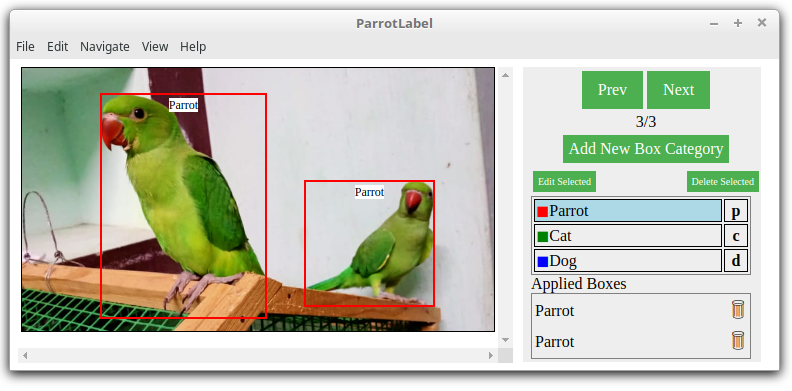 ParrotLabel
File Edit Navigate View Help
Parrot
Parrot
Prev Next
3/3
Add New Box Category
Edit Selected Delete Selected
Parrot p
Cat c
Dog d
Applied Boxes
Parrot
Parrot